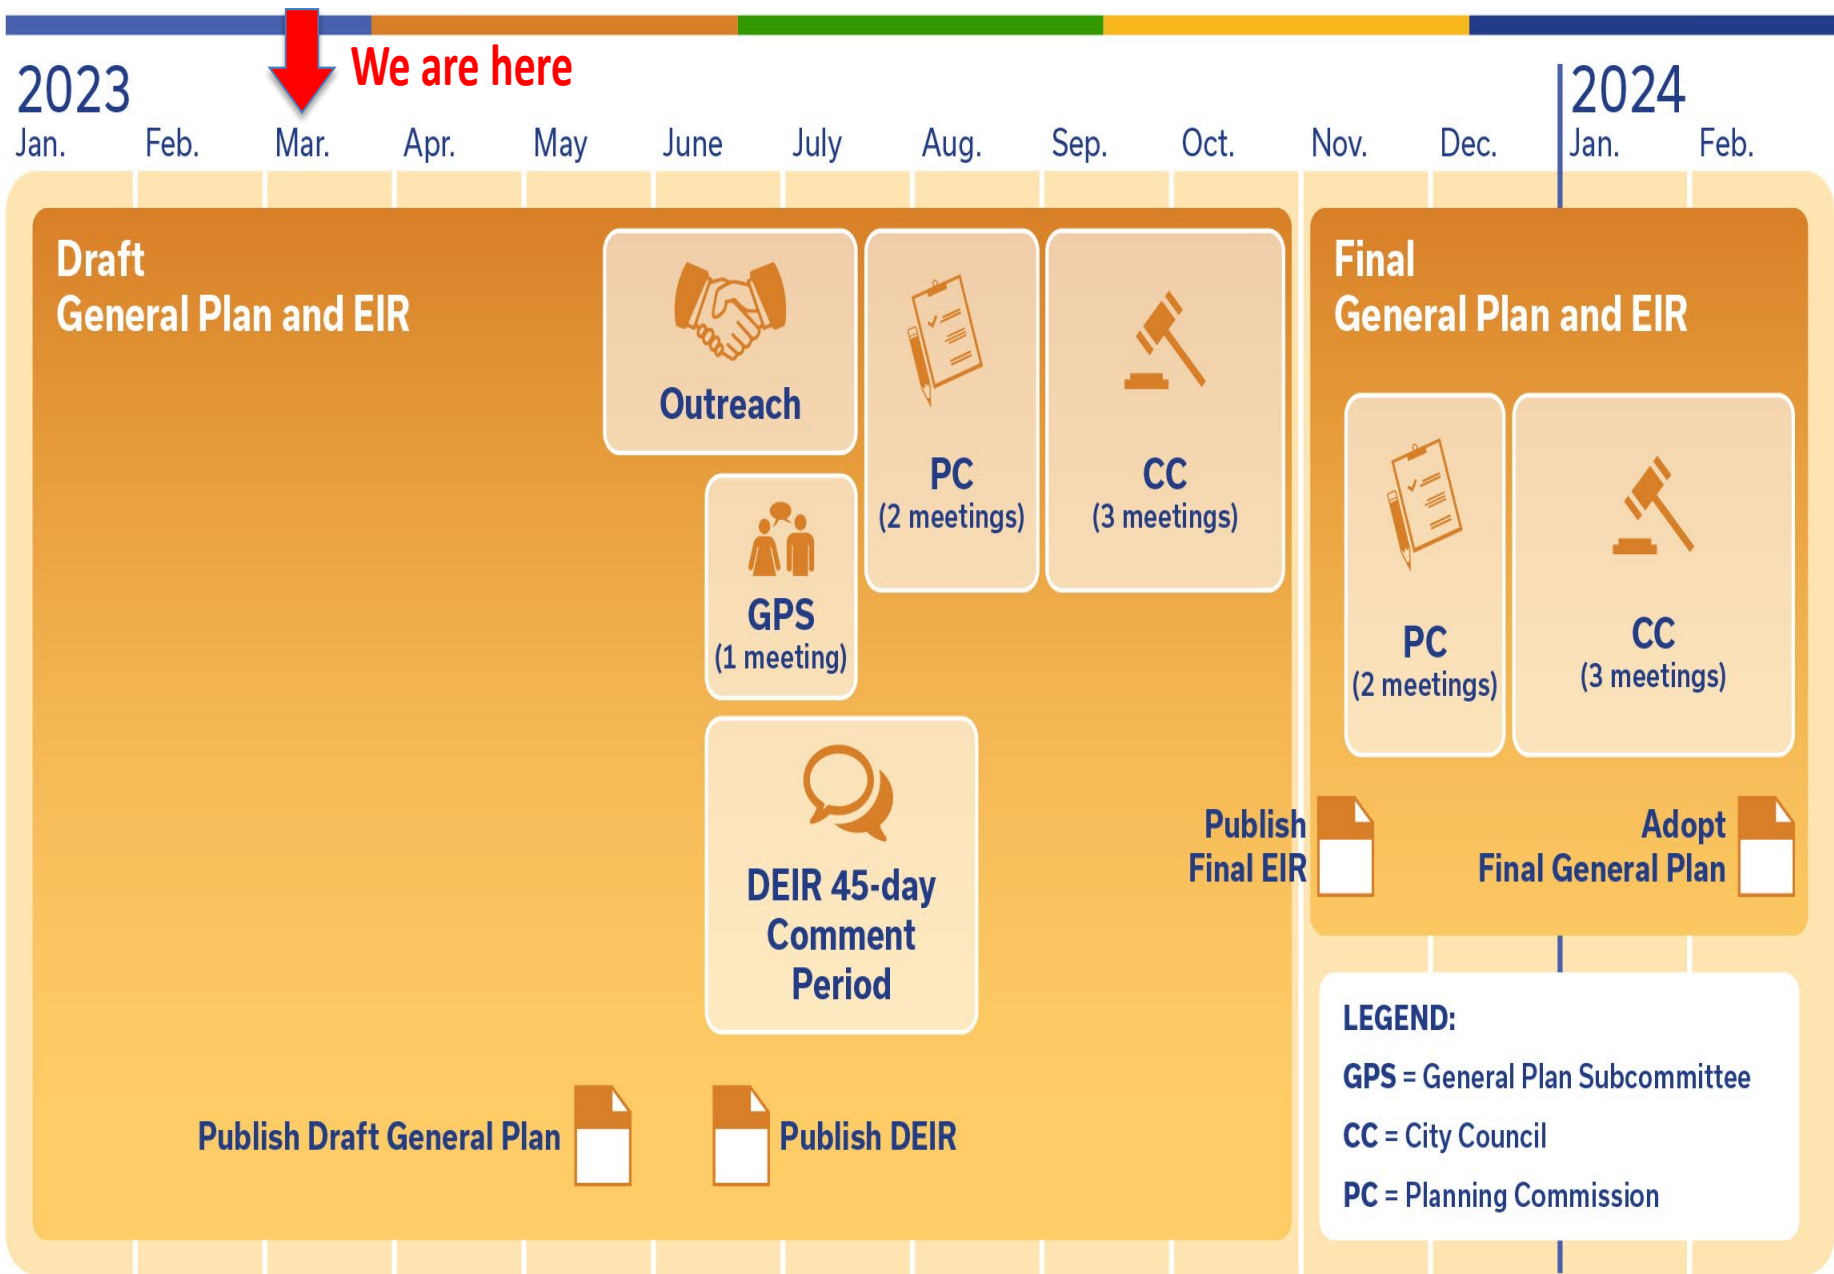 We are here
2023
2024
Jan. Feb. Mar. Apr. May June July Aug. Sep. Oct. Nov. Dec. Jan. Feb.
Draft
General Plan and EIR
Outreach
PC
(2 meetings)
CC
(3 meetings)
GPS
(1 meeting)
DEIR 45-day
Comment
Period
Publish Draft General Plan
Publish DEIR
Final
General Plan and EIR
PC
(2 meetings)
CC
(3 meetings)
Publish
Final EIR
Adopt
Final General Plan
LEGEND:
GPS = General Plan Subcommittee
CC = City Council
PC = Planning Commission